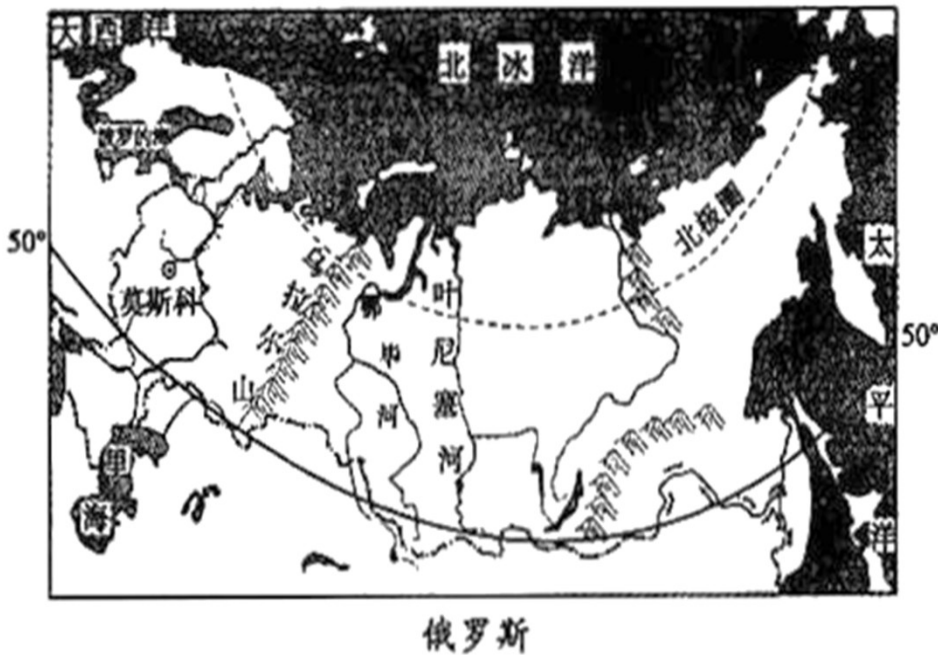 大西洋
北冰洋
波罗的海
50°
北极圈
太平洋
莫斯科
乌拉尔山
鄂毕河
叶尼塞河
50°
里海
俄罗斯